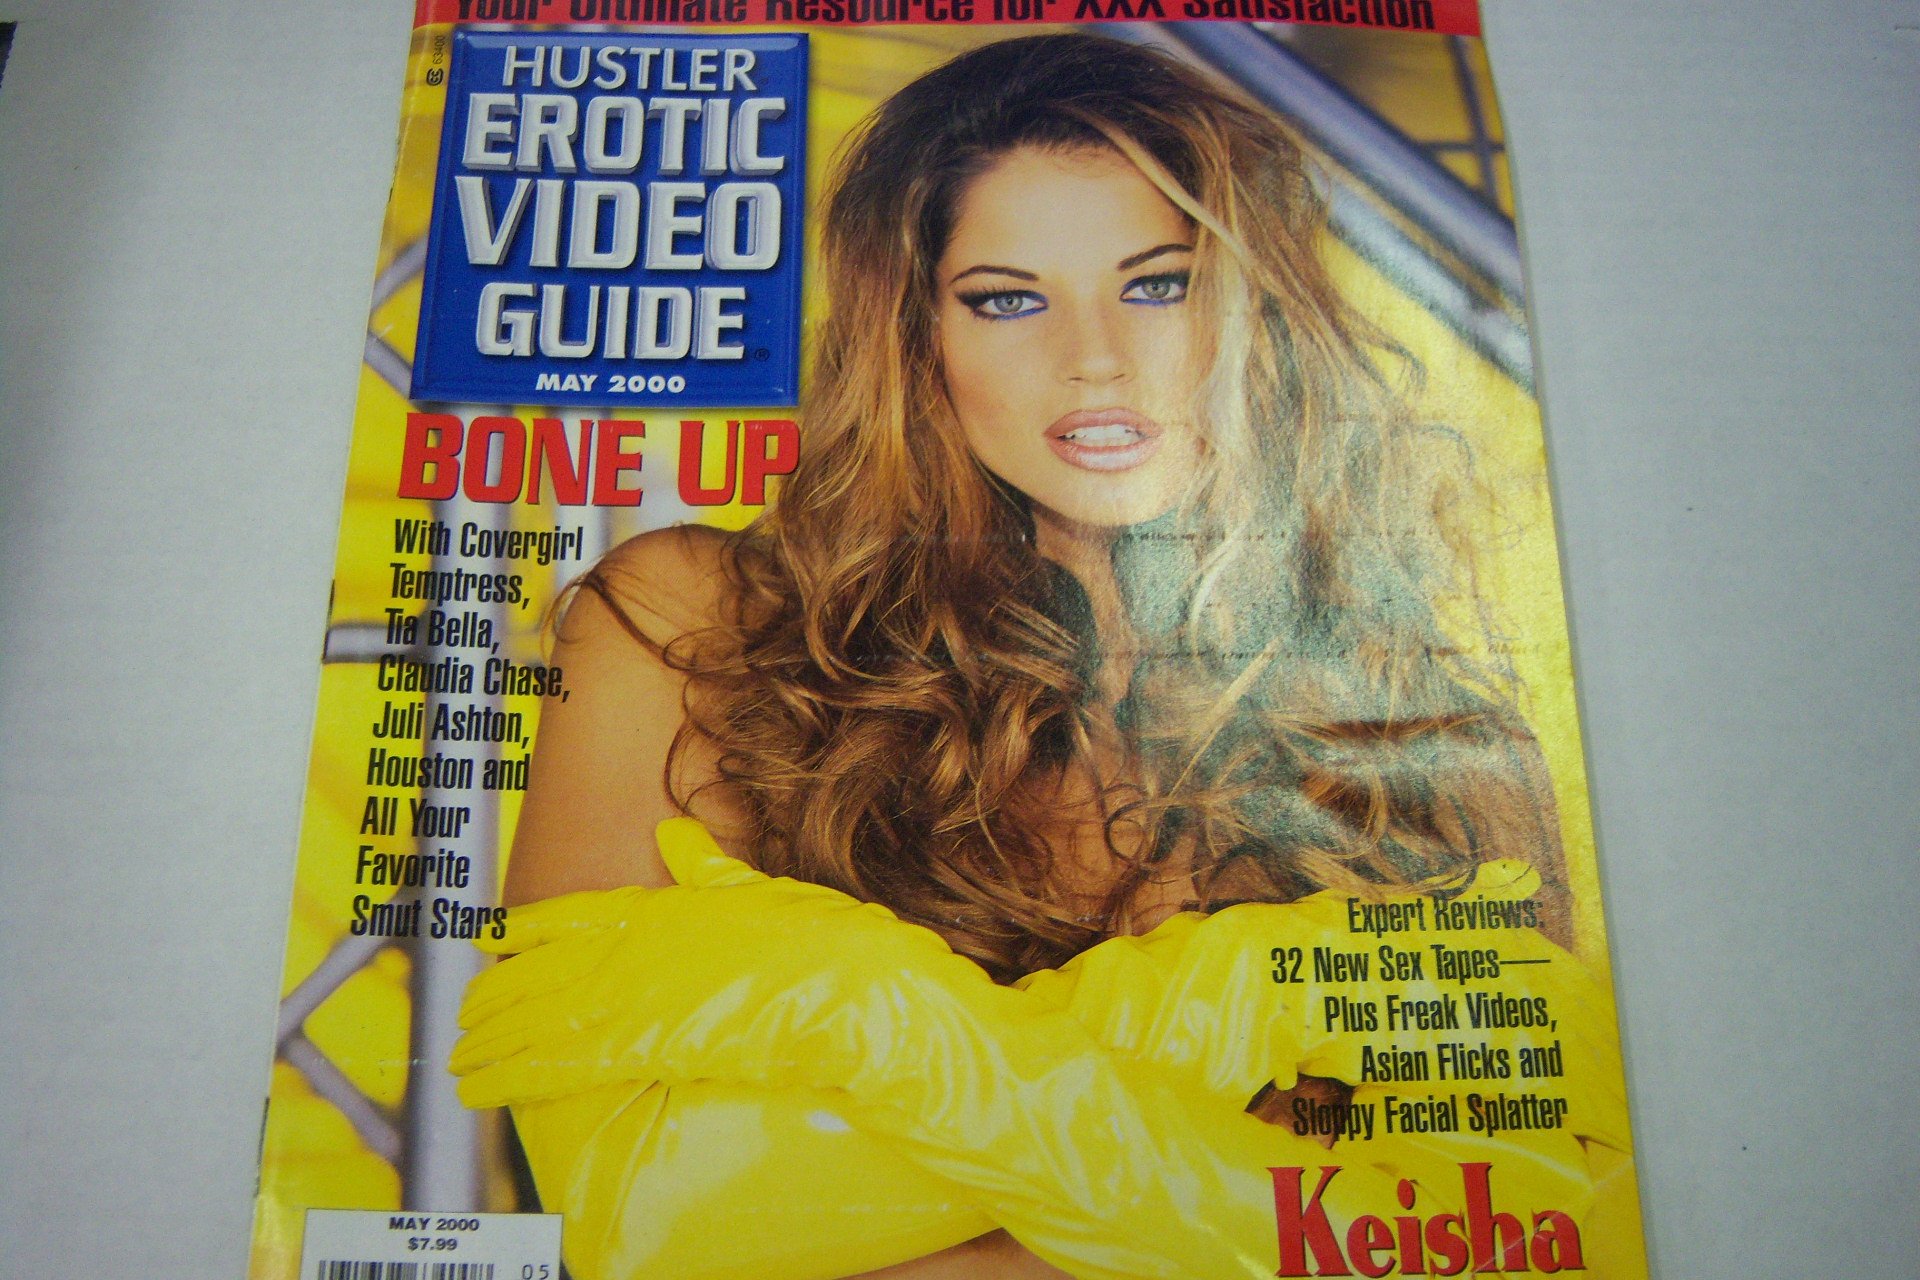 Your Ultimate Resource for XXX Satisfaction
63400
HUSTLER
EROTIC
VIDEO
GUIDE®
MAY 2000
BONE UP
With Covergirl
Temptress,
Tia Bella,
Claudia Chase,
Juli Ashton,
Houston and
All Your
Favorite
Smut Stars
Expert Reviews:
32 New Sex Tapes—
Plus Freak Videos,
Asian Flicks and
Sloppy Facial Splatter
Keisha
MAY 2000
$7.99
05